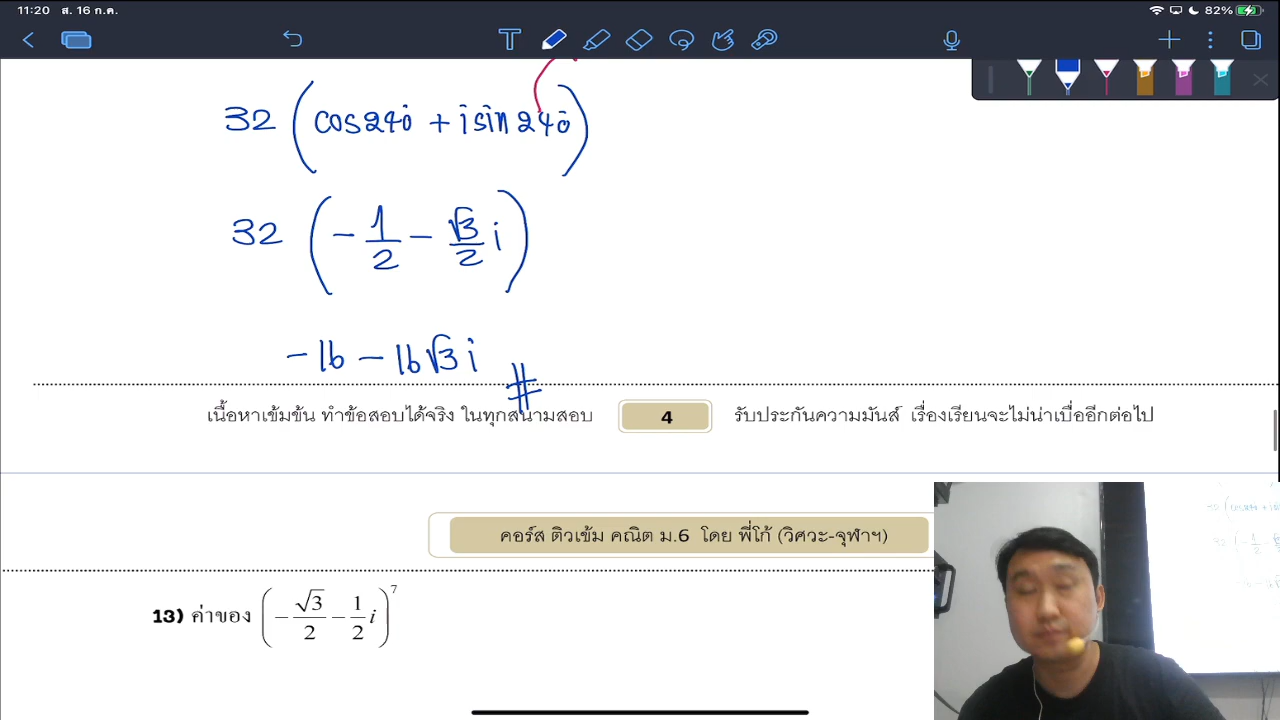 11:20 ส. 16 ก.ค. 82%
32 (cos240° + i sin 240°)
32 (-1/2 - √3/2 i)
-16 - 16√3 i #
เนื้อหาเข้มข้น ทำข้อสอบได้จริง ในทุกสนามสอบ 4 รับประกันความมันส์ เรื่องเรียนจะไม่น่าเบื่ออีกต่อไป
คอร์ส ติวเข้ม คณิต ม.6 โดย พี่โก้ (วิศวะ-จุฬาฯ)
13) ค่าของ (-√3/2 - 1/2 i)⁷